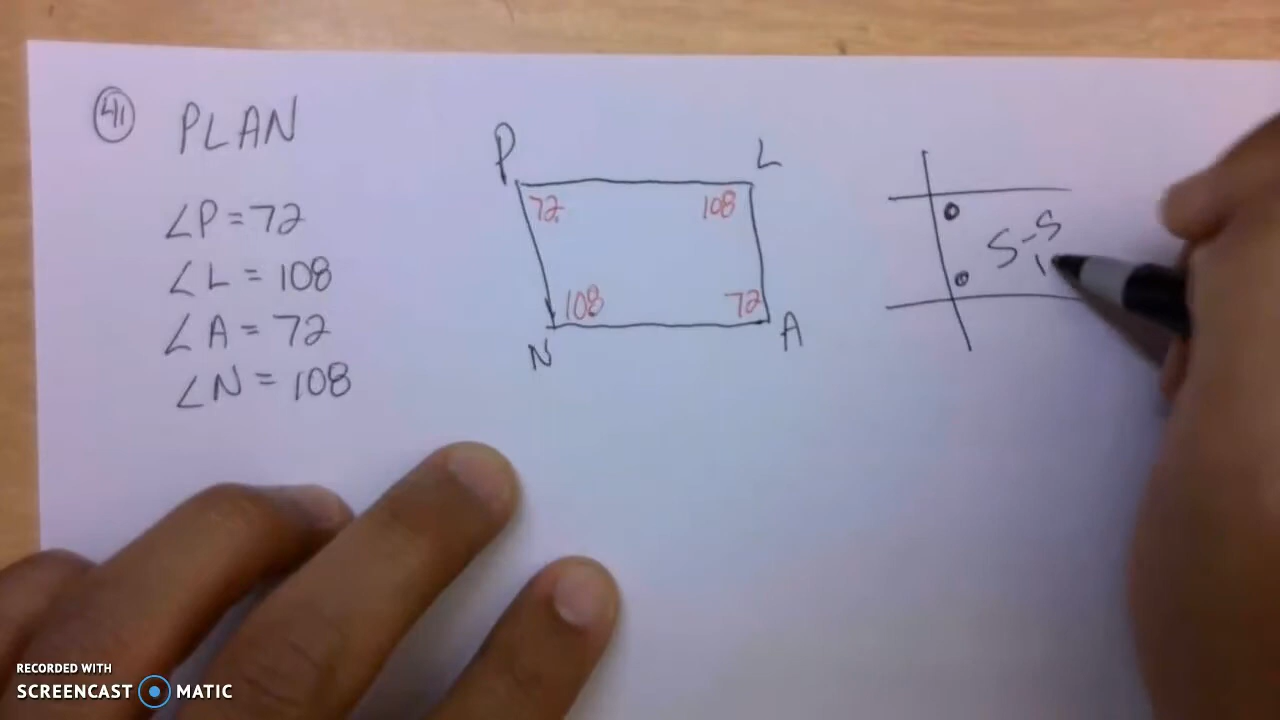 41 PLAN
∠P = 72
∠L = 108
∠A = 72
∠N = 108
P L
72 108
108 72
N A
S-S
RECORDED WITH
SCREENCAST MATIC